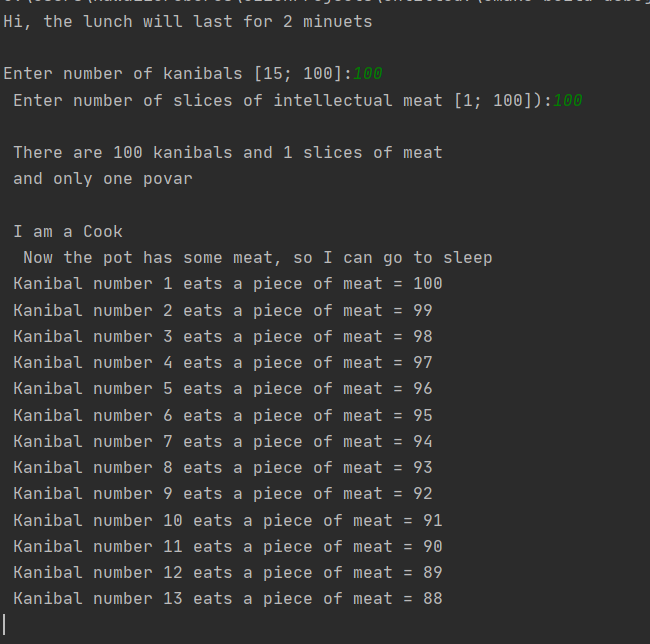 Hi, the lunch will last for 2 minuets
Enter number of kanibals [15; 100]:100
Enter number of slices of intellectual meat [1; 100]):100
There are 100 kanibals and 1 slices of meat
and only one povar
I am a Cook
Now the pot has some meat, so I can go to sleep
Kanibal number 1 eats a piece of meat = 100
Kanibal number 2 eats a piece of meat = 99
Kanibal number 3 eats a piece of meat = 98
Kanibal number 4 eats a piece of meat = 97
Kanibal number 5 eats a piece of meat = 96
Kanibal number 6 eats a piece of meat = 95
Kanibal number 7 eats a piece of meat = 94
Kanibal number 8 eats a piece of meat = 93
Kanibal number 9 eats a piece of meat = 92
Kanibal number 10 eats a piece of meat = 91
Kanibal number 11 eats a piece of meat = 90
Kanibal number 12 eats a piece of meat = 89
Kanibal number 13 eats a piece of meat = 88